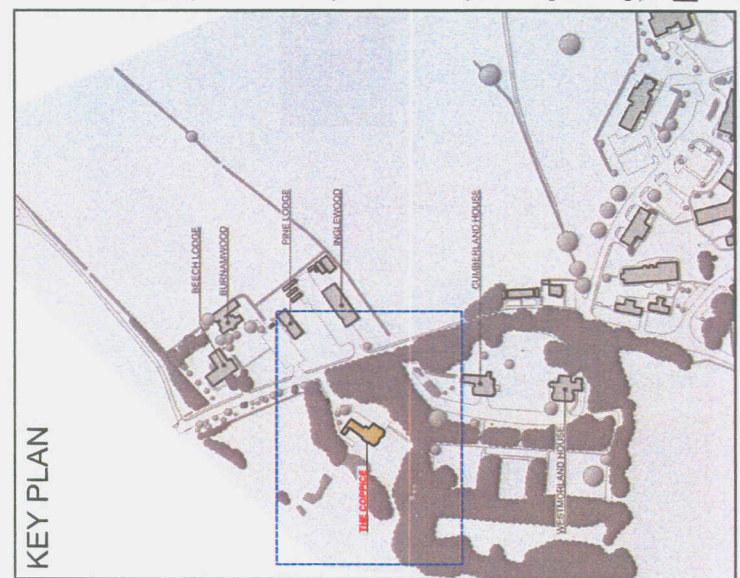 KEY PLAN
BEECH LODGE
BURNAMWOOD
PINE LODGE
INGLEWOOD
CUMBERLAND HOUSE
THE COPPICE
WESTMORLAND HOUSE